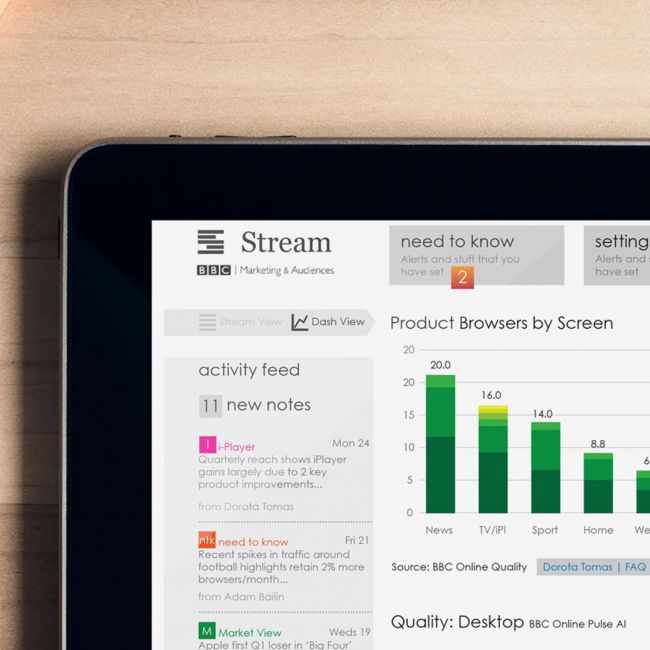 Stream
BBC | Marketing & Audiences
need to know
Alerts and stuff that you
have set
2
setting
Alerts and
have set
Stream View
Dash View
activity feed
11 new notes
i i-Player Mon 24
Quarterly reach shows iPlayer
gains largely due to 2 key
product improvements...
from Dorota Tomas
ntk need to know Fri 21
Recent spikes in traffic around
football highlights retain 2% more
browsers/month...
from Adam Bailin
M Market View Weds 19
Apple first Q1 loser in 'Big Four'
Product Browsers by Screen
20
20
15
10
5
0
20.0
16.0
14.0
8.8
6
News
TV/iPl
Sport
Home
We
Source: BBC Online Quality
Dorota Tomas | FAQ
Quality: Desktop BBC Online Pulse AI